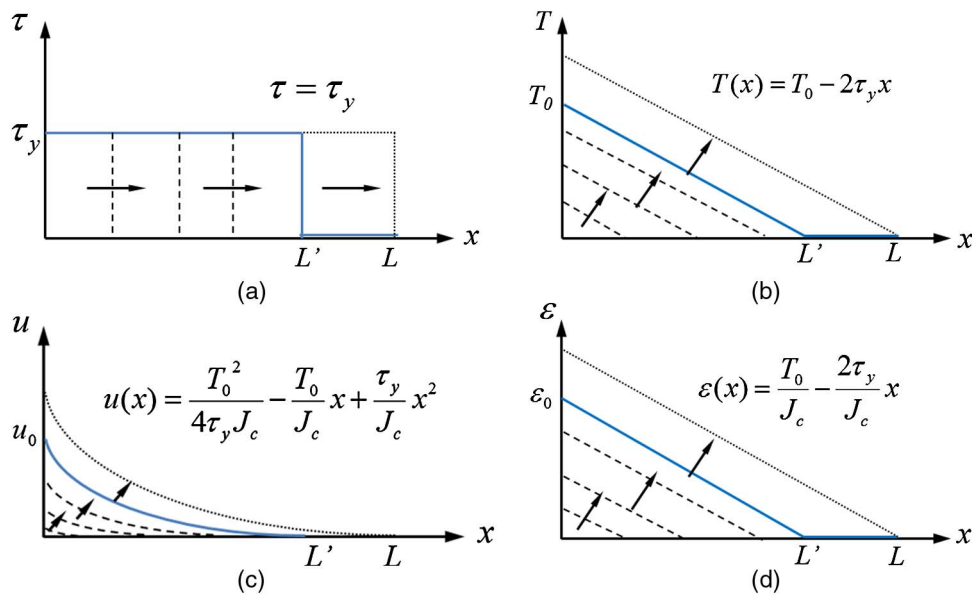 τ
τ = τ_y
τ_y
L’ L x
(a)
T
T(x) = T_0 − 2τ_y x
T_0
L’ L x
(b)
u
u(x) = T_0^2/(4τ_y J_c) − (T_0/J_c) x + (τ_y/J_c) x^2
u_0
L’ L x
(c)
ε
ε(x) = T_0/J_c − (2τ_y/J_c) x
ε_0
L’ L x
(d)